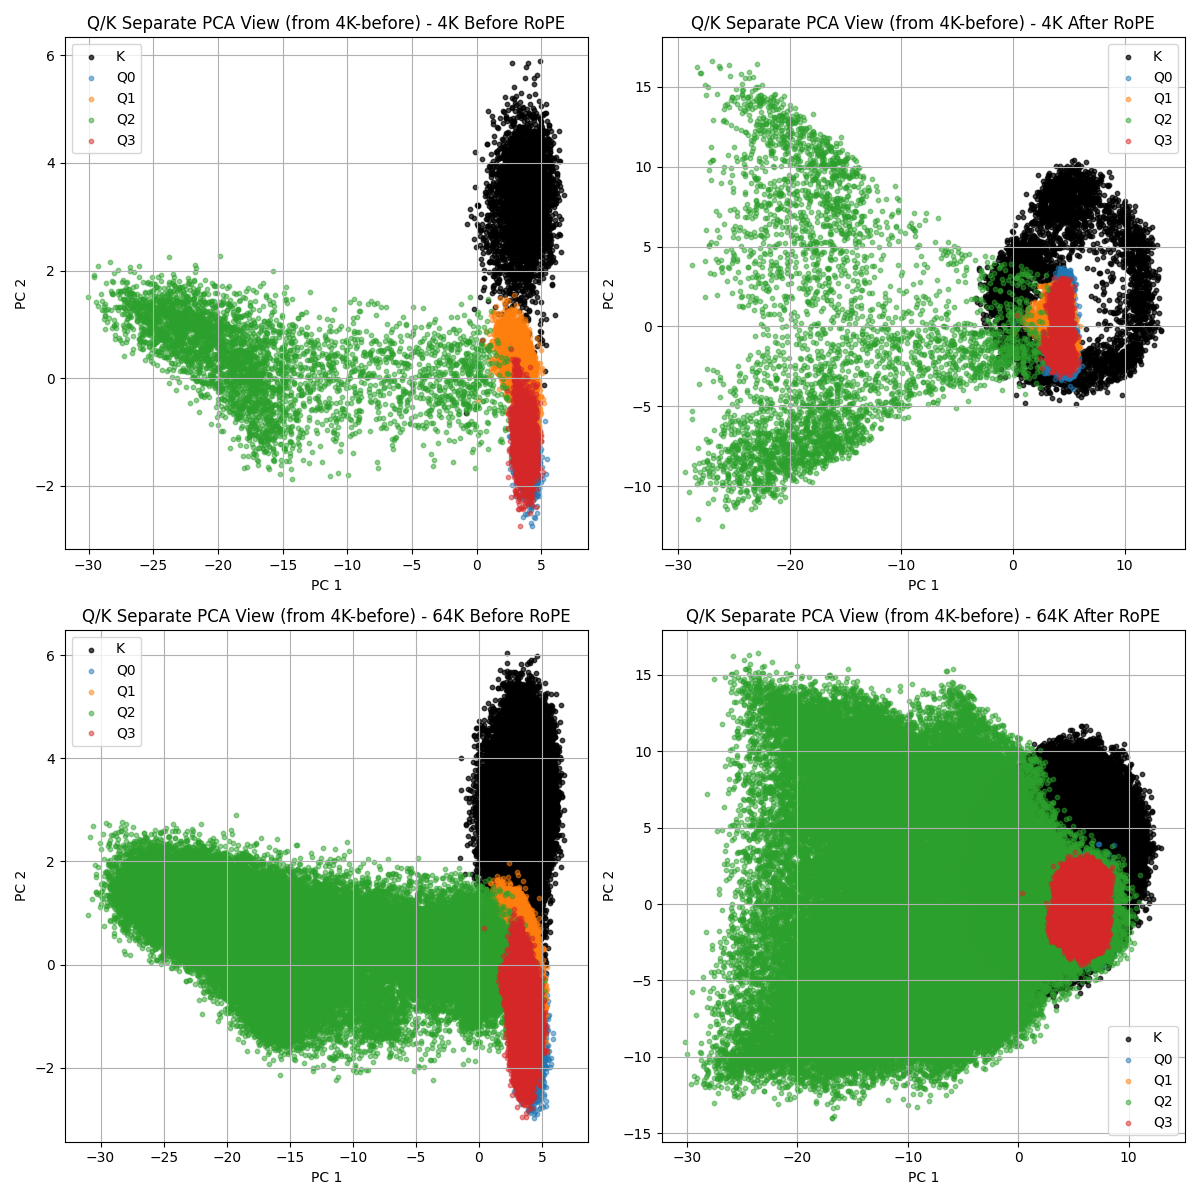 Q/K Separate PCA View (from 4K-before) - 4K Before RoPE
6
4
2
0
−2
PC 2
−30
−25
−20
−15
−10
−5
0
5
PC 1
K
Q0
Q1
Q2
Q3
Q/K Separate PCA View (from 4K-before) - 4K After RoPE
15
10
5
0
−5
−10
PC 2
−30
−20
−10
0
10
PC 1
K
Q0
Q1
Q2
Q3
Q/K Separate PCA View (from 4K-before) - 64K Before RoPE
6
4
2
0
−2
PC 2
−30
−25
−20
−15
−10
−5
0
5
PC 1
K
Q0
Q1
Q2
Q3
Q/K Separate PCA View (from 4K-before) - 64K After RoPE
15
10
5
0
−5
−10
−15
PC 2
−30
−20
−10
0
10
PC 1
K
Q0
Q1
Q2
Q3